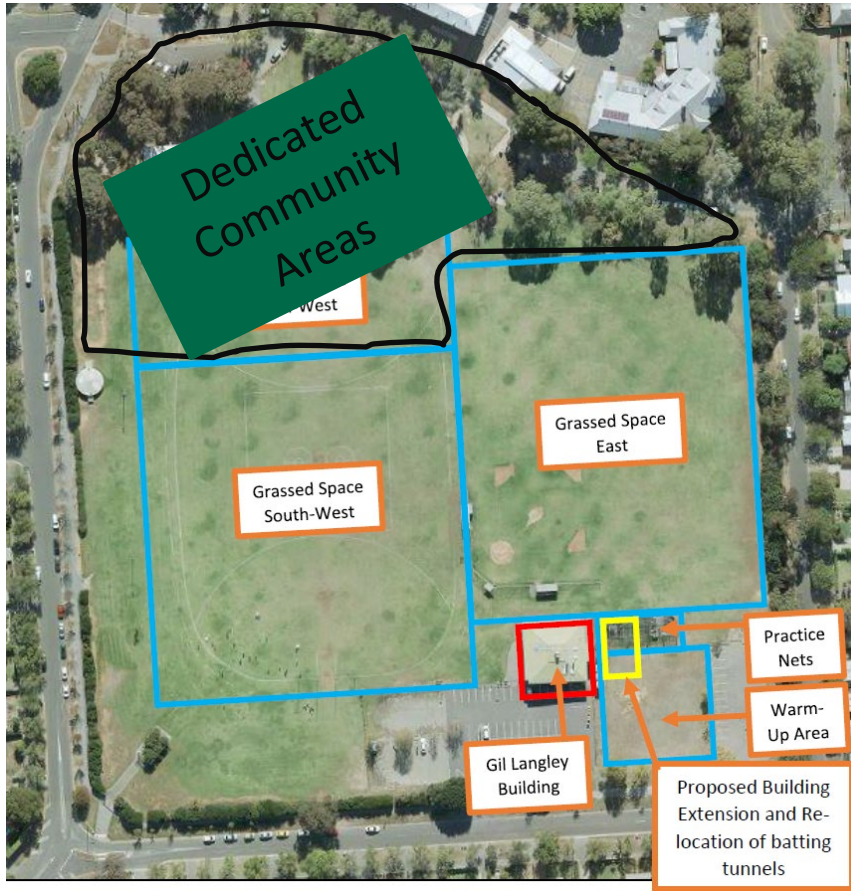 Dedicated
Community
Areas
West
Grassed Space
East
Grassed Space
South-West
Practice
Nets
Warm-
Up Area
Gil Langley
Building
Proposed Building
Extension and Re-
location of batting
tunnels